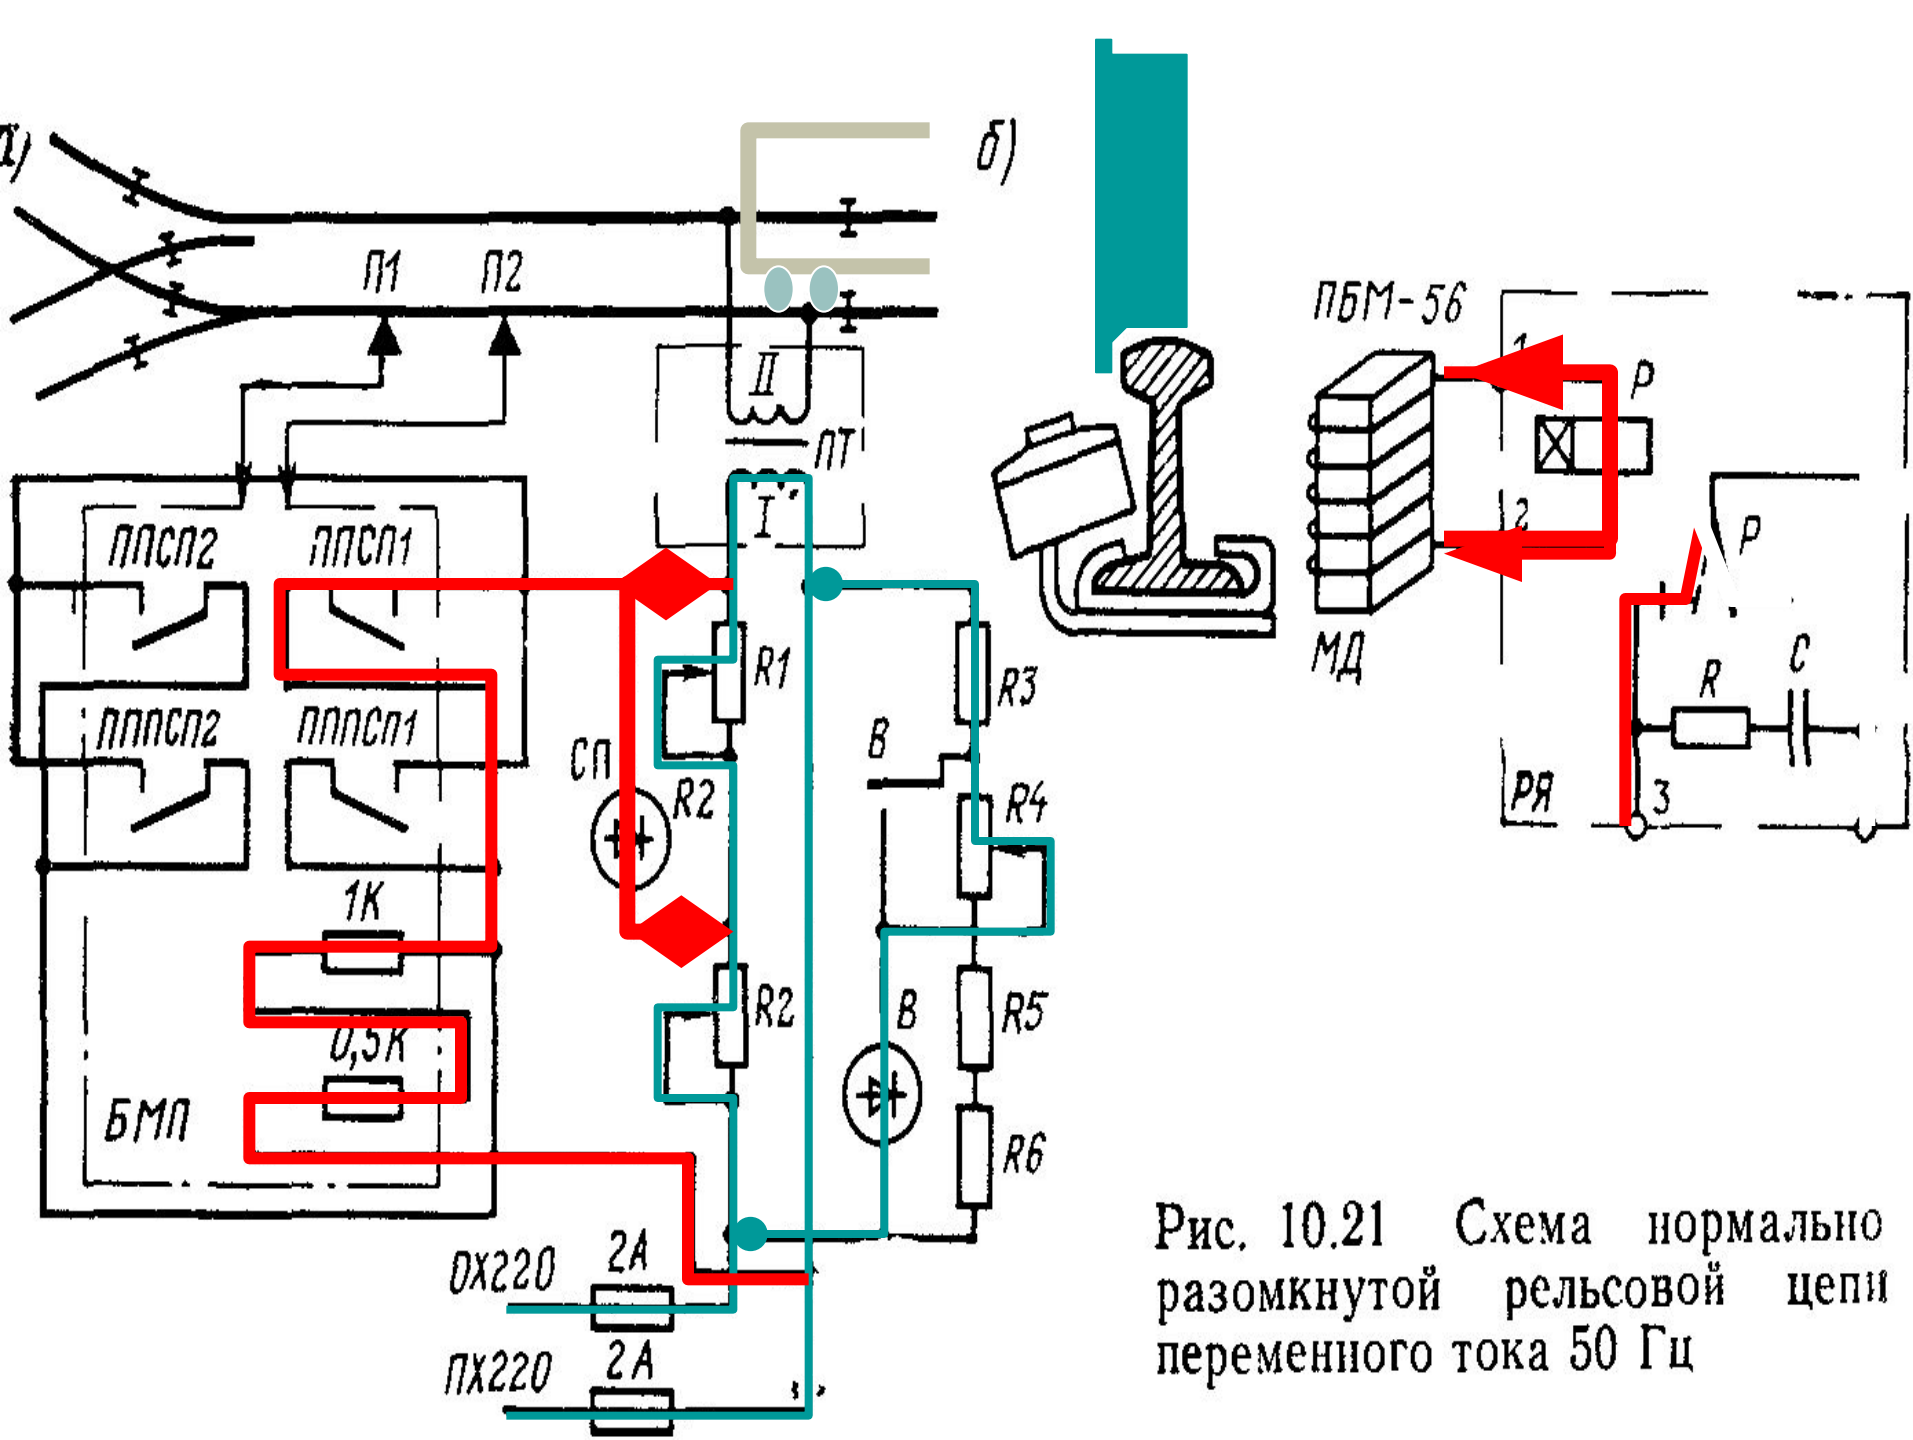 а)
б)
П1
П2
ПБМ-56
1
Р
II
ПТ
I
2
ППСП2
ППСП1
Р
R1
R3
МД
R
С
ПППСП2
ПППСП1
В
СП
R2
R4
РЯ
3
1К
R2
В
R5
0,5К
БМП
R6
ОХ220
2А
ПХ220
2А
Рис. 10.21 Схема нормально
разомкнутой рельсовой цепи
переменного тока 50 Гц